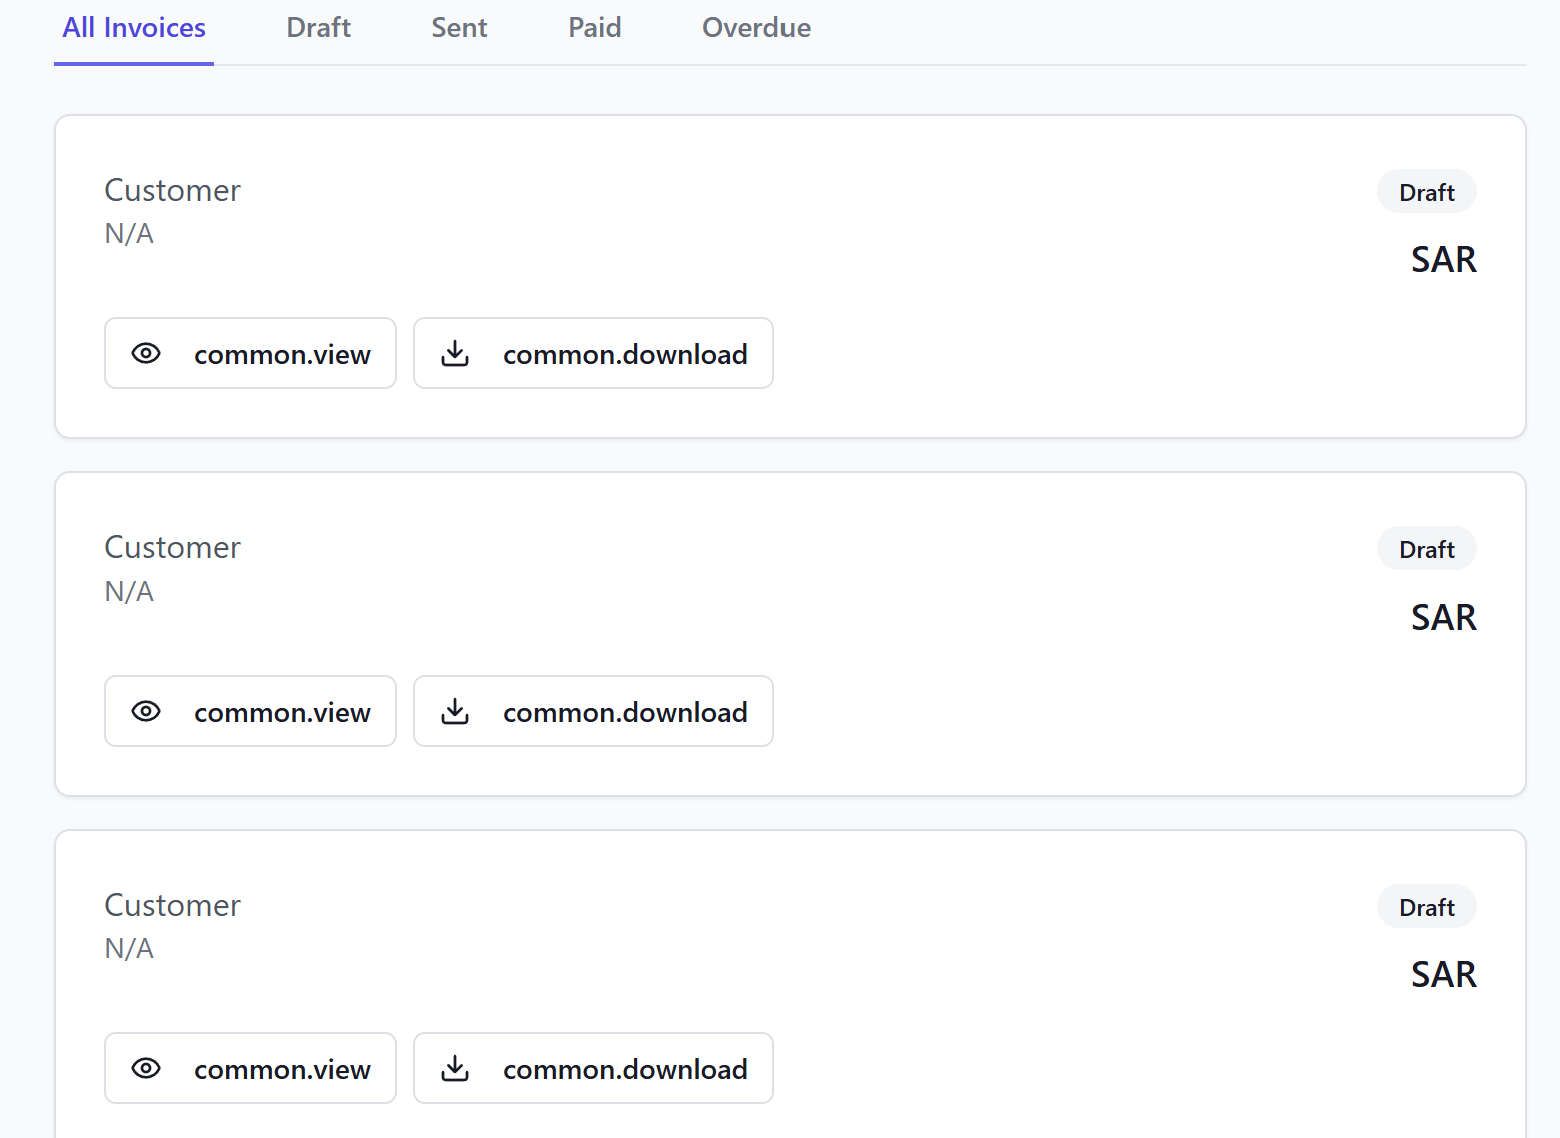 All Invoices Draft Sent Paid Overdue
Customer Draft
N/A
SAR
common.view common.download
Customer Draft
N/A
SAR
common.view common.download
Customer Draft
N/A
SAR
common.view common.download